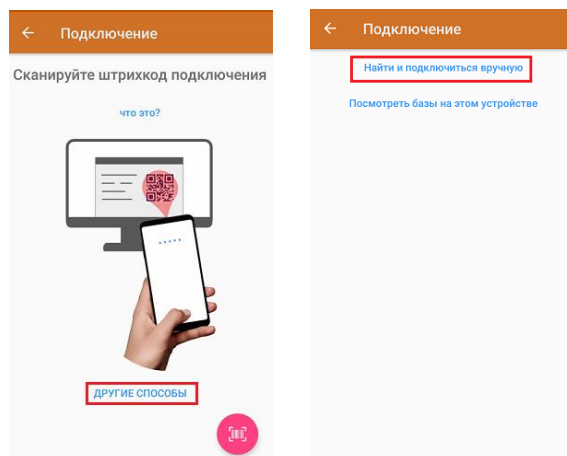 Подключение
Сканируйте штрихкод подключения
что это?
ДРУГИЕ СПОСОБЫ
Подключение
Найти и подключиться вручную
Посмотреть базы на этом устройстве